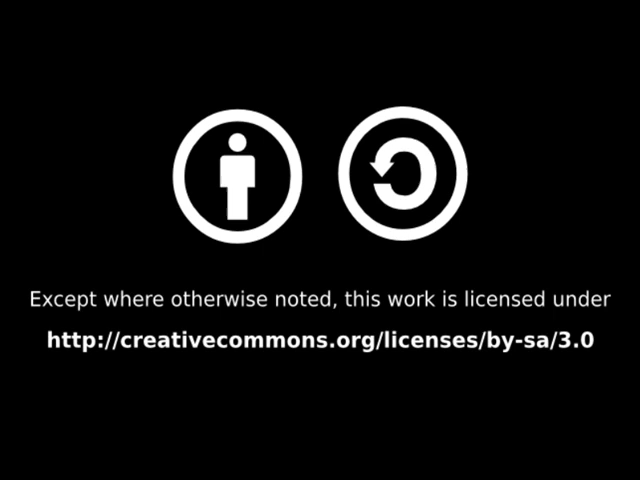 Except where otherwise noted, this work is licensed under
http://creativecommons.org/licenses/by-sa/3.0